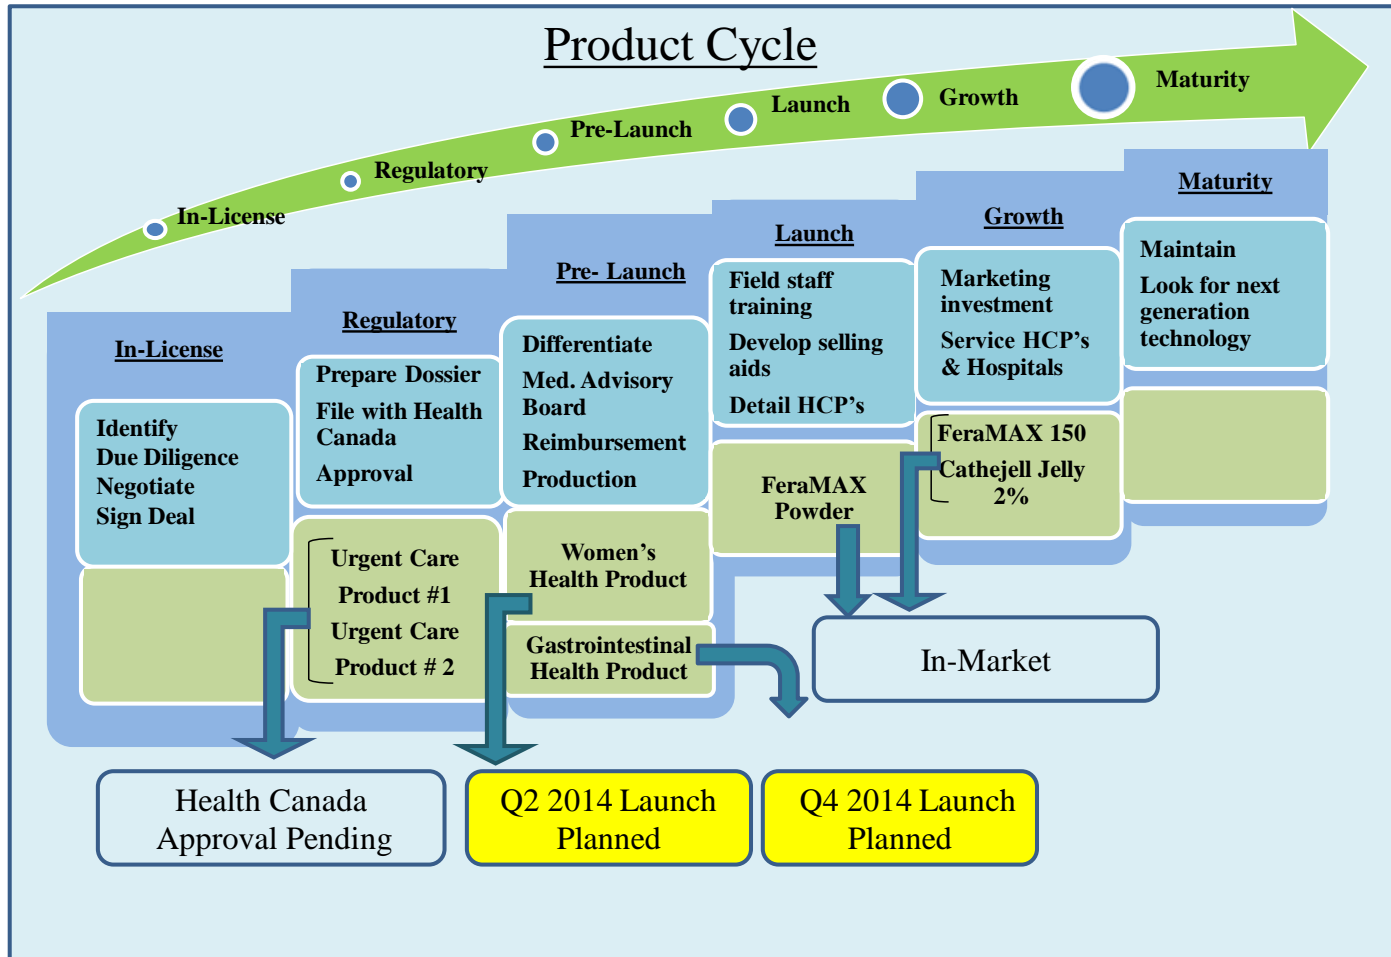 Product Cycle
In-License
Regulatory
Pre-Launch
Launch
Growth
Maturity
In-License
Identify
Due Diligence
Negotiate
Sign Deal
Regulatory
Prepare Dossier
File with Health
Canada
Approval
Urgent Care
Product #1
Urgent Care
Product # 2
Pre- Launch
Differentiate
Med. Advisory
Board
Reimbursement
Production
Women’s
Health Product
Gastrointestinal
Health Product
Launch
Field staff
training
Develop selling
aids
Detail HCP's
FeraMAX
Powder
Growth
Marketing
investment
Service HCP's
& Hospitals
FeraMAX 150
Cathejell Jelly
2%
Maturity
Maintain
Look for next
generation
technology
In-Market
Health Canada
Approval Pending
Q2 2014 Launch
Planned
Q4 2014 Launch
Planned